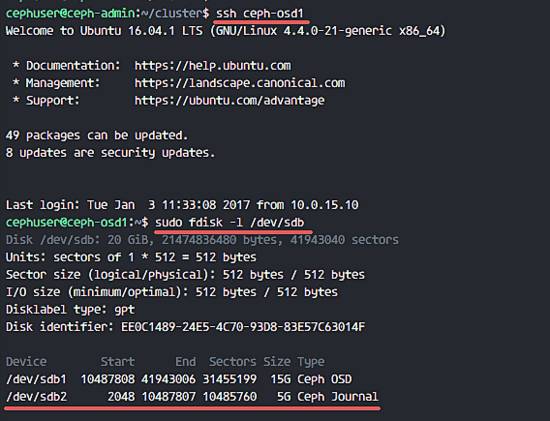 cephuser@ceph-admin:~/cluster$ ssh ceph-osd1
Welcome to Ubuntu 16.04.1 LTS (GNU/Linux 4.4.0-21-generic x86_64)
* Documentation: https://help.ubuntu.com
* Management: https://landscape.canonical.com
* Support: https://ubuntu.com/advantage
49 packages can be updated.
8 updates are security updates.
Last login: Tue Jan 3 11:33:08 2017 from 10.0.15.10
cephuser@ceph-osd1:~$ sudo fdisk -l /dev/sdb
Disk /dev/sdb: 20 GiB, 21474836480 bytes, 41943040 sectors
Units: sectors of 1 * 512 = 512 bytes
Sector size (logical/physical): 512 bytes / 512 bytes
I/O size (minimum/optimal): 512 bytes / 512 bytes
Disklabel type: gpt
Disk identifier: EE0C1489-24E5-4C70-93D8-83E57C63014F
Device Start End Sectors Size Type
/dev/sdb1 10487808 41943006 31455199 15G Ceph OSD
/dev/sdb2 2048 10487807 10485760 5G Ceph Journal